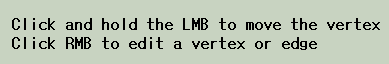 Click and hold the LMB to move the vertex
Click RMB to edit a vertex or edge